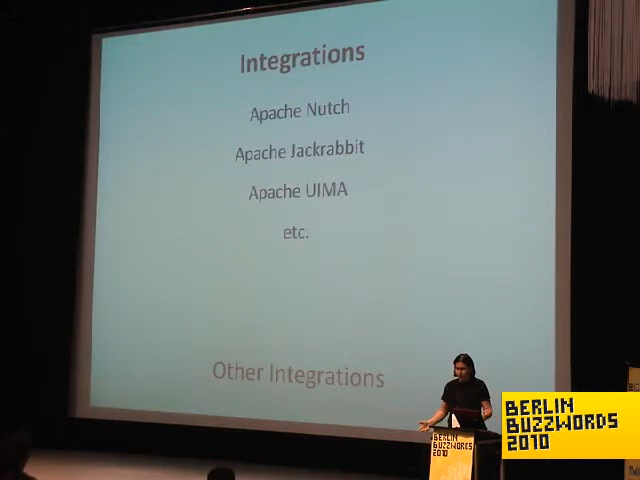 Integrations
Apache Nutch
Apache Jackrabbit
Apache UIMA
etc.
Other Integrations
BERLIN
BUZZWORDS
2010
BERLIN
BUZZWORDS
2010